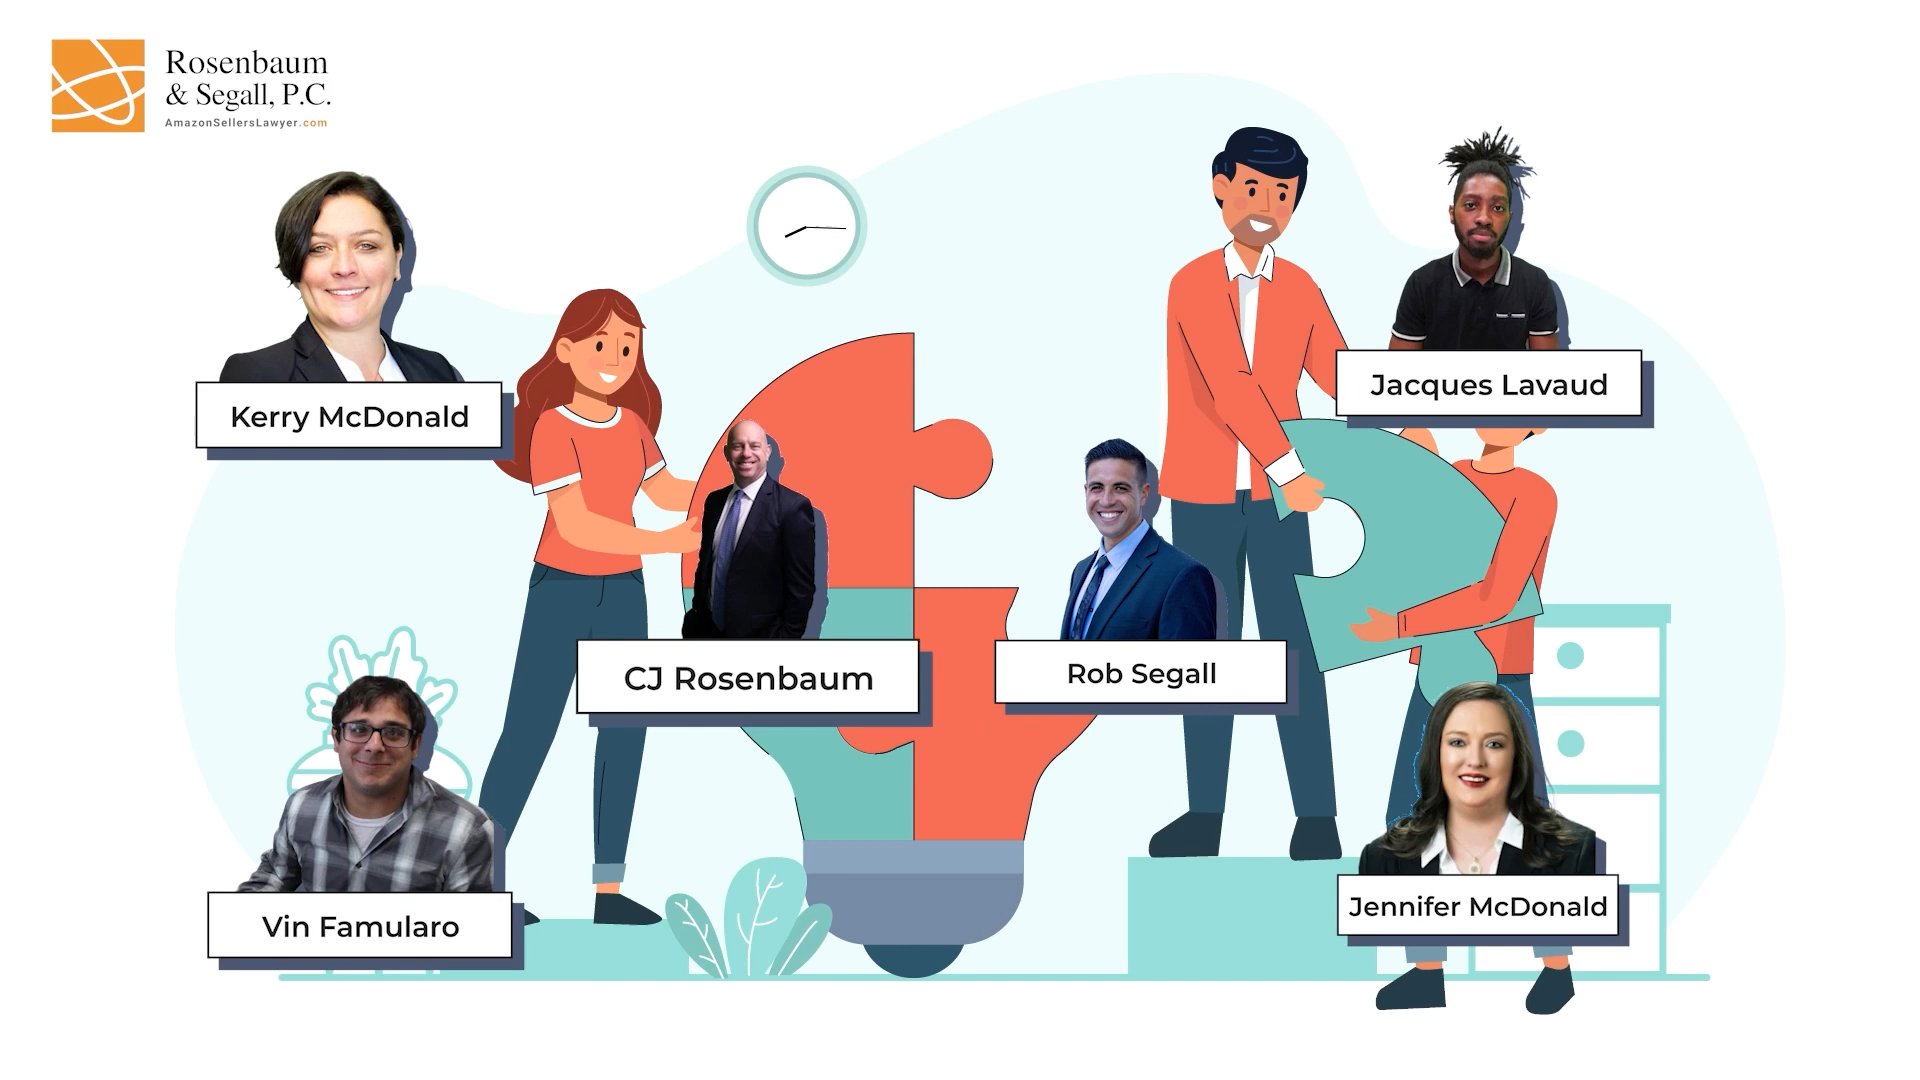 Rosenbaum
& Segall, P.C.
AmazonSellersLawyer.com
Kerry McDonald
Jacques Lavaud
CJ Rosenbaum
Rob Segall
Vin Famularo
Jennifer McDonald